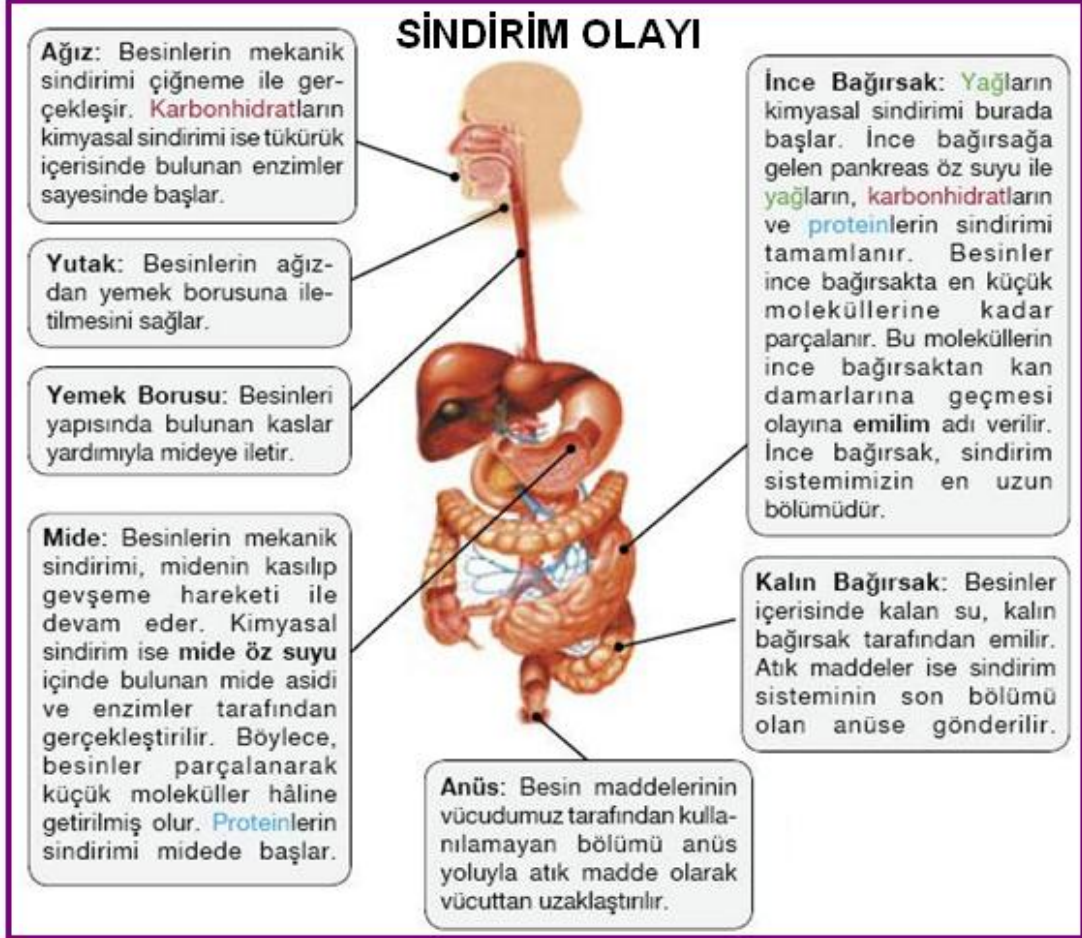 SİNDİRİM OLAYI
Ağız: Besinlerin mekanik
sindirimi çiğneme ile ger-
çekleşir. Karbonhidratların
kimyasal sindirimi ise tükürük
içerisinde bulunan enzimler
sayesinde başlar.
Yutak: Besinlerin ağız-
dan yemek borusuna ile-
tilmesini sağlar.
Yemek Borusu: Besinleri
yapısında bulunan kaslar
yardımıyla mideye iletir.
Mide: Besinlerin mekanik
sindirimi, midenin kasılıp
gevşeme hareketi ile
devam eder. Kimyasal
sindirim ise mide öz suyu
içinde bulunan mide asidi
ve enzimler tarafından
gerçekleştirilir. Böylece,
besinler parçalanarak
küçük moleküller hâline
getirilmiş olur. Proteinlerin
sindirimi midede başlar.
İnce Bağırsak: Yağların
kimyasal sindirimi burada
başlar. İnce bağırsağa
gelen pankreas öz suyu ile
yağların, karbonhidratların
ve proteinlerin sindirimi
tamamlanır. Besinler
ince bağırsakta en küçük
moleküllerine kadar
parçalanır. Bu moleküllerin
ince bağırsaktan kan
damarlarına geçmesi
olayına emilim adı verilir.
İnce bağırsak, sindirim
sistemimizin en uzun
bölümüdür.
Kalın Bağırsak: Besinler
içerisinde kalan su, kalın
bağırsak tarafından emilir.
Atık maddeler ise sindirim
sisteminin son bölümü
olan anüse gönderilir.
Anüs: Besin maddelerinin
vücudumuz tarafından kulla-
nılamayan bölümü anüs
yoluyla atık madde olarak
vücuttan uzaklaştırılır.